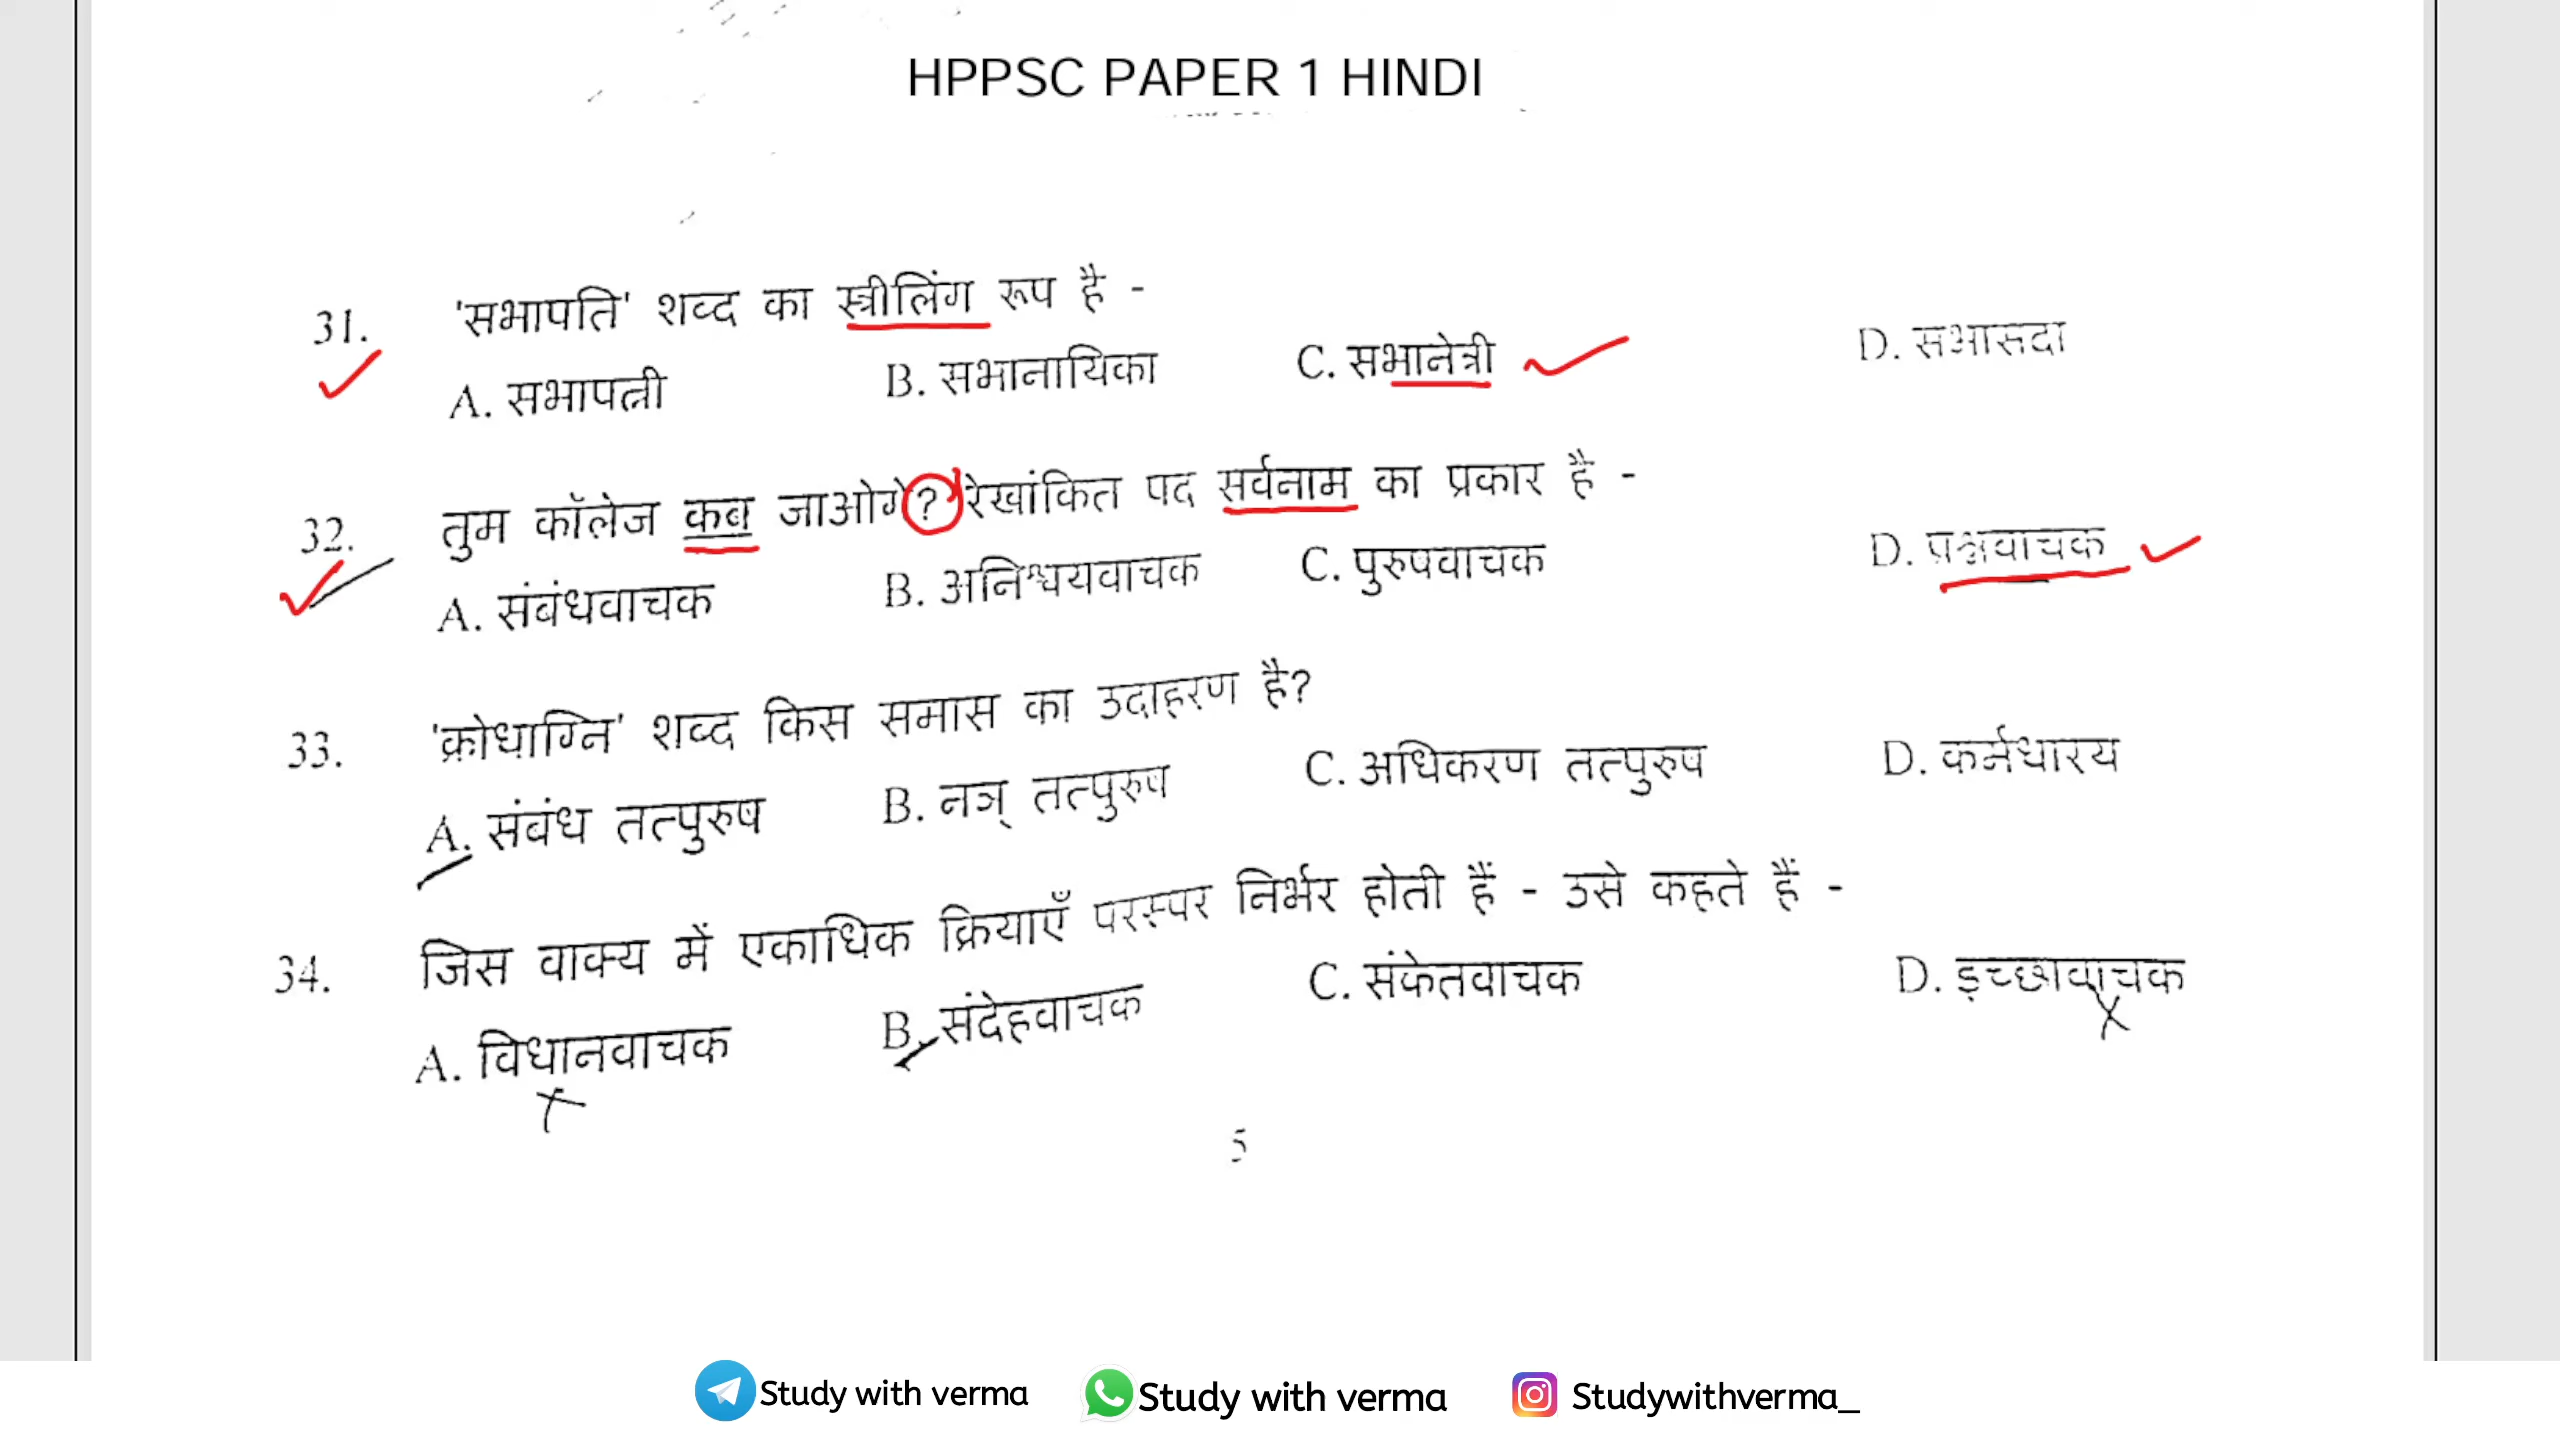 HPPSC PAPER 1 HINDI
31. 'सभापति' शब्द का स्त्रीलिंग रूप है -
A. सभापत्नी B. सभानायिका C. सभानेत्री D. सभासदा
32. तुम कॉलेज कब जाओगे? रेखांकित पद सर्वनाम का प्रकार है -
A. संबंधवाचक B. अनिश्चयवाचक C. पुरुषवाचक D. प्रश्नवाचक
33. 'क्रोधाग्नि' शब्द किस समास का उदाहरण है?
A. संबंध तत्पुरुष B. नञ् तत्पुरुष C. अधिकरण तत्पुरुष D. कर्मधारय
34. जिस वाक्य में एकाधिक क्रियाएँ परस्पर निर्भर होती हैं - उसे कहते हैं -
A. विधानवाचक B. संदेहवाचक C. संकेतवाचक D. इच्छावाचक
5
Study with verma Study with verma Studywithverma_